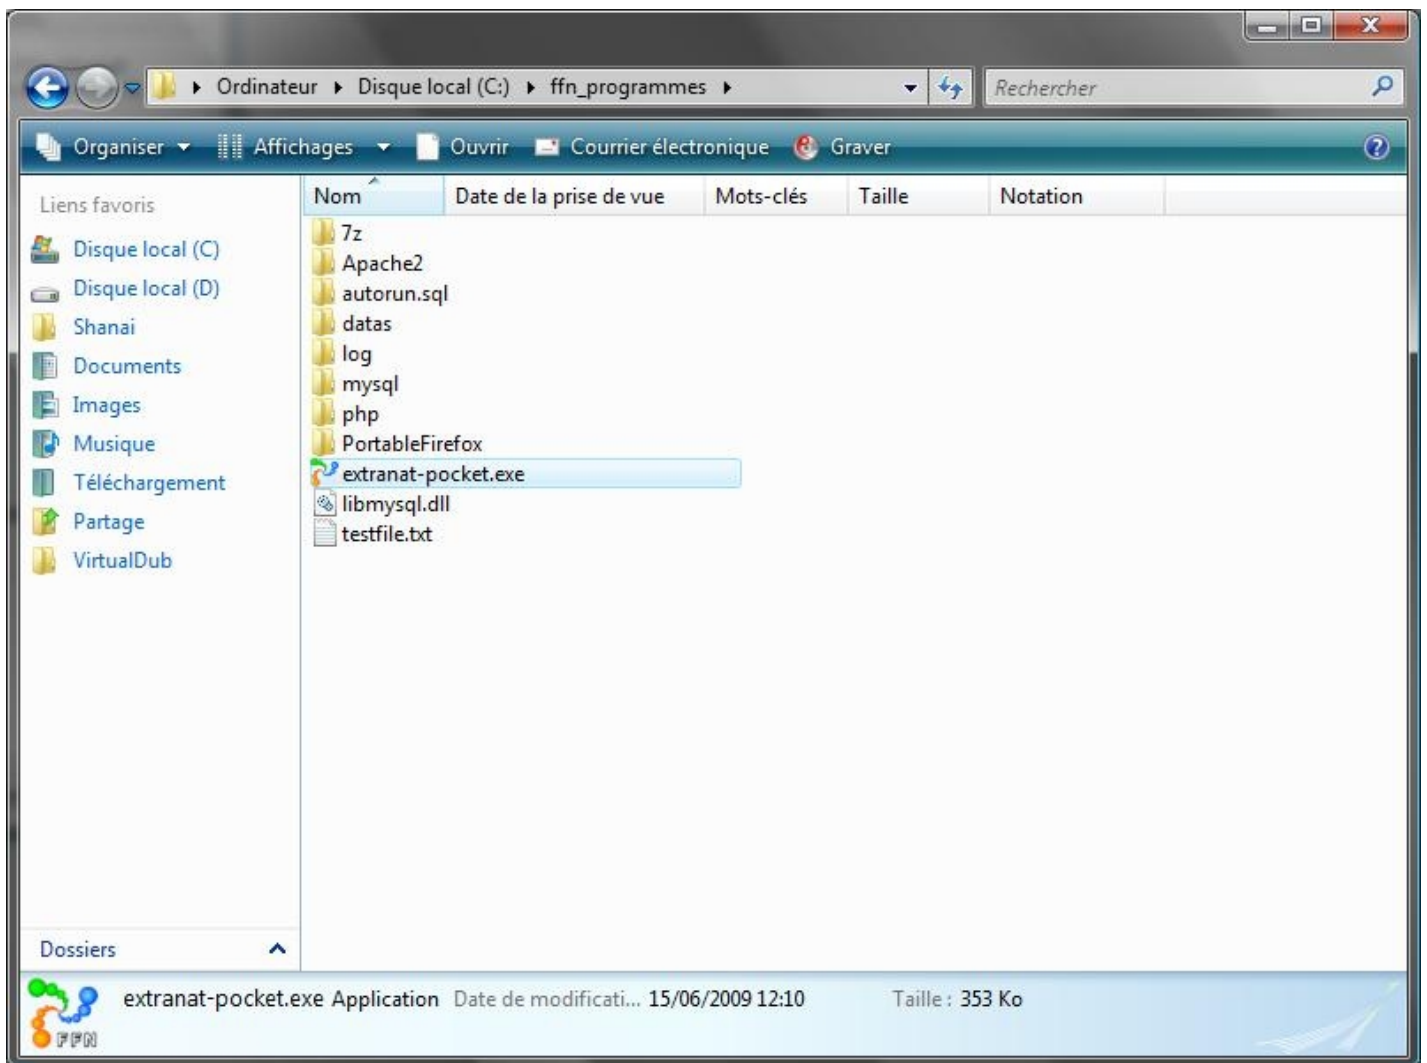 Ordinateur Disque local (C:) ffn_programmes Rechercher
Organiser Affichages Ouvrir Courrier électronique Graver
Liens favoris
Disque local (C)
Disque local (D)
Shanai
Documents
Images
Musique
Téléchargement
Partage
VirtualDub
Dossiers
Nom Date de la prise de vue Mots-clés Taille Notation
7z
Apache2
autorun.sql
datas
log
mysql
php
PortableFirefox
extranat-pocket.exe
libmysql.dll
testfile.txt
extranat-pocket.exe Application Date de modificati... 15/06/2009 12:10 Taille : 353 Ko
FFN